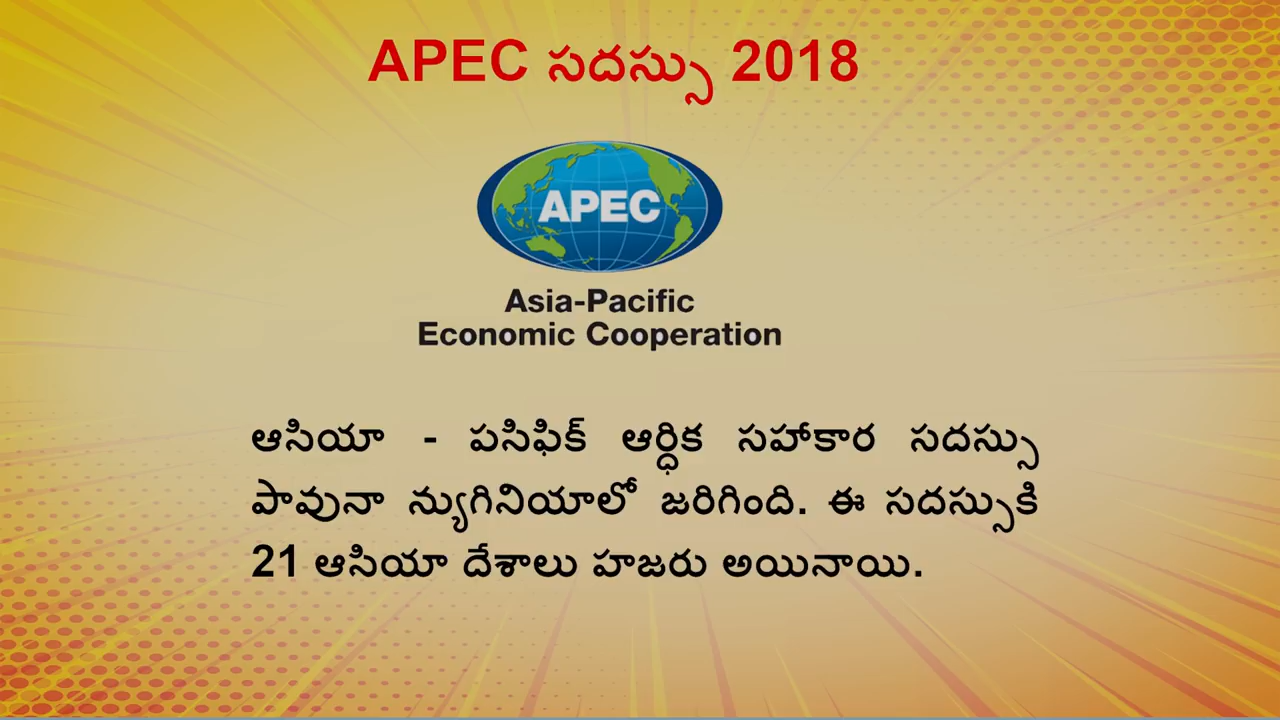 APEC సదస్సు 2018
APEC
Asia-Pacific
Economic Cooperation
ఆసియా - పసిఫిక్ ఆర్ధిక సహాకార సదస్సు
పావునా న్యుగినియాలో జరిగింది. ఈ సదస్సుకి
21 ఆసియా దేశాలు హజరు అయినాయి.